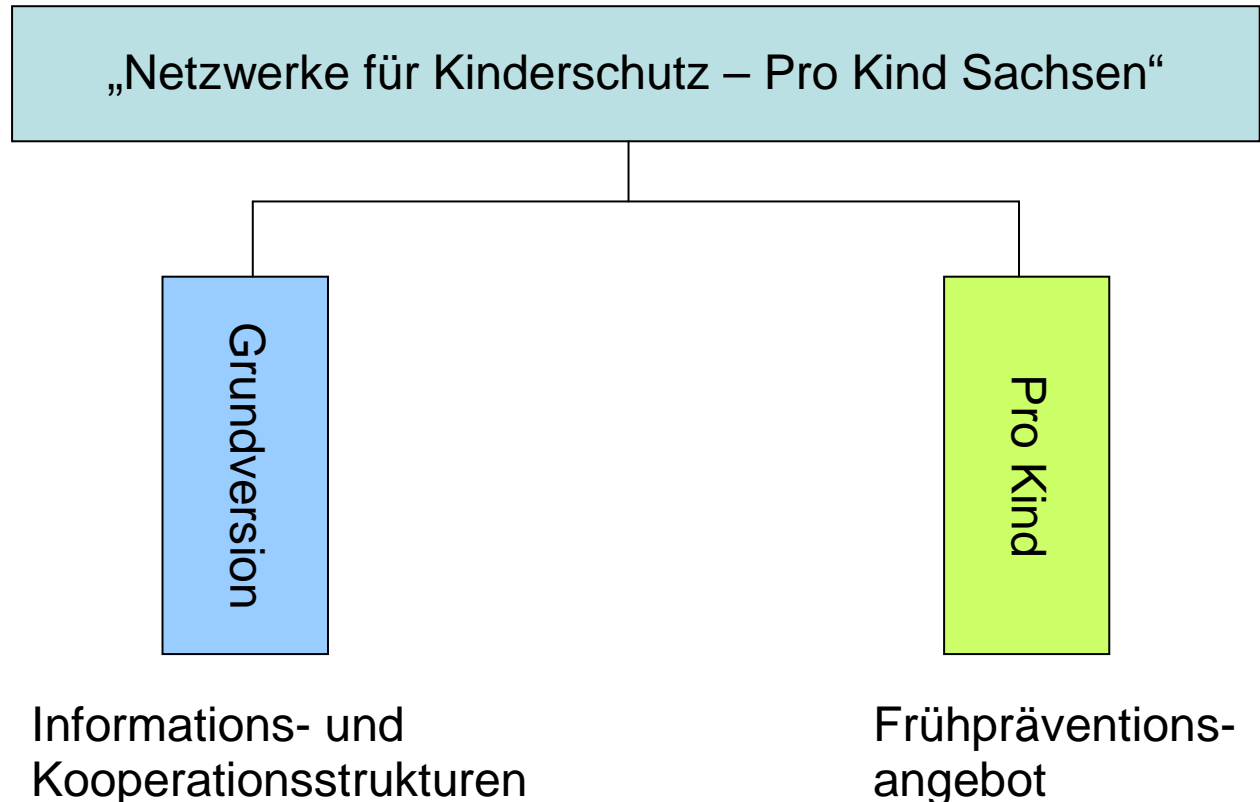 „Netzwerke für Kinderschutz – Pro Kind Sachsen“
Grundversion
Pro Kind
Informations- und
Kooperationsstrukturen
Frühpräventions-
angebot